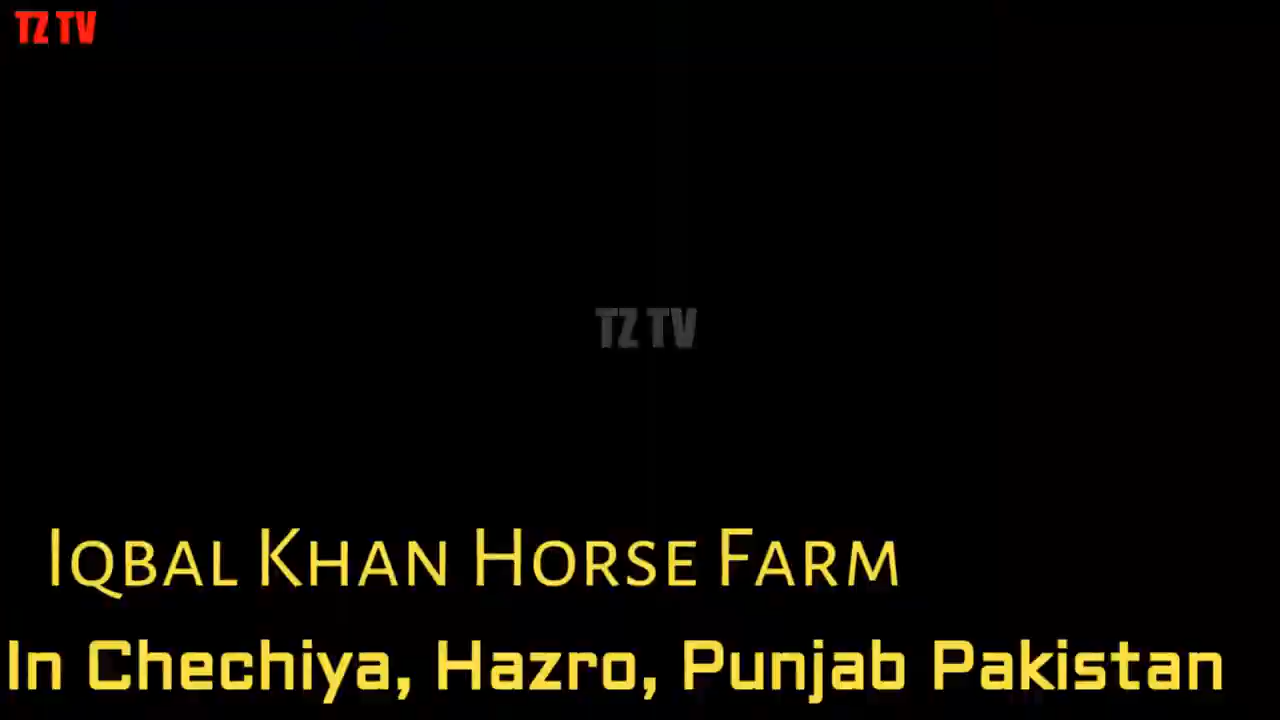 TZ TV
TZ TV
Iqbal Khan Horse Farm
In Chechiya, Hazro, Punjab Pakistan